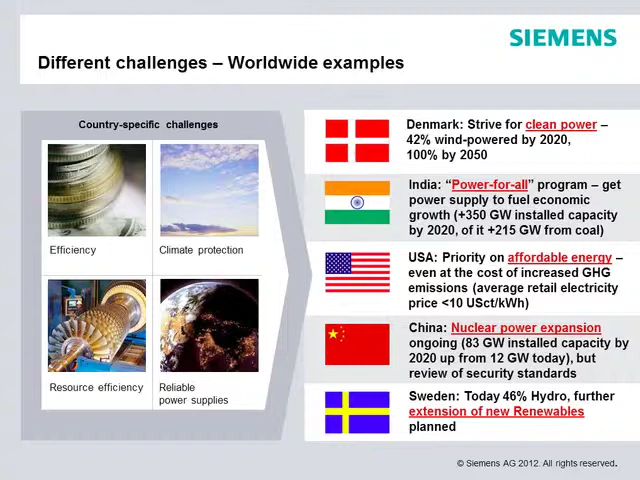 SIEMENS
Different challenges – Worldwide examples
Country-specific challenges
Efficiency
Climate protection
Resource efficiency
Reliable
power supplies
Denmark: Strive for clean power –
42% wind-powered by 2020,
100% by 2050
India: “Power-for-all” program – get
power supply to fuel economic
growth (+350 GW installed capacity
by 2020, of it +215 GW from coal)
USA: Priority on affordable energy –
even at the cost of increased GHG
emissions (average retail electricity
price <10 USct/kWh)
China: Nuclear power expansion
ongoing (83 GW installed capacity by
2020 up from 12 GW today), but
review of security standards
Sweden: Today 46% Hydro, further
extension of new Renewables
planned
© Siemens AG 2012. All rights reserved.